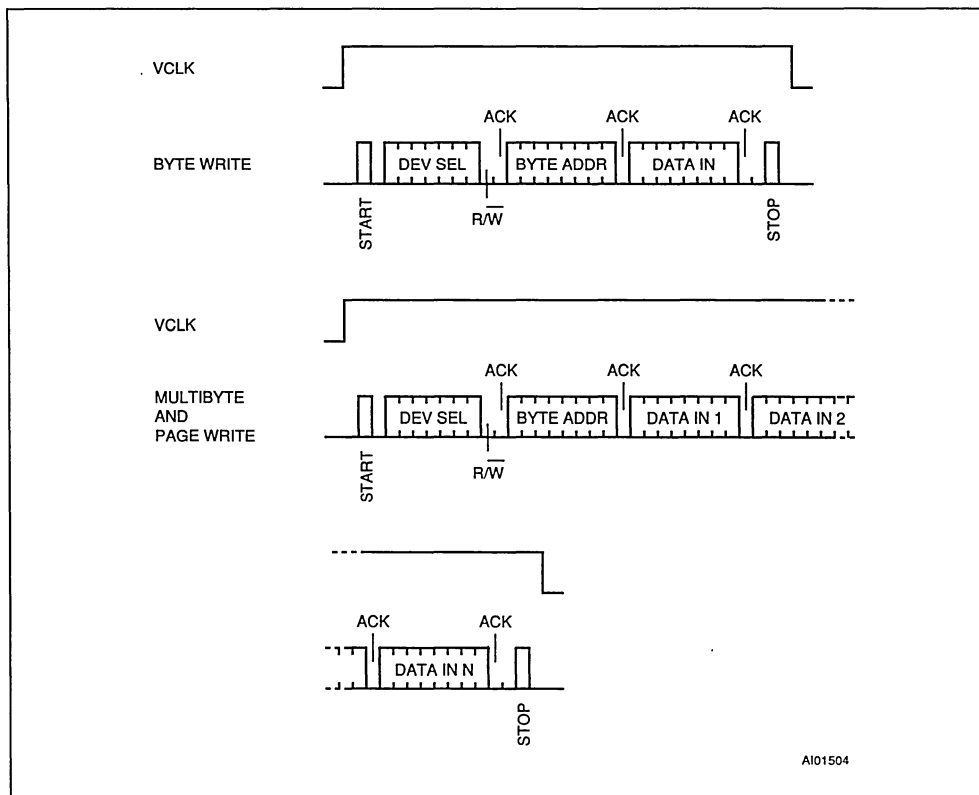 VCLK
ACK ACK ACK
BYTE WRITE DEV SEL BYTE ADDR DATA IN
START R/W̅ STOP
VCLK
ACK ACK ACK
MULTIBYTE
AND
PAGE WRITE
DEV SEL BYTE ADDR DATA IN 1 DATA IN 2
START R/W̅
ACK ACK
DATA IN N
STOP
AI01504